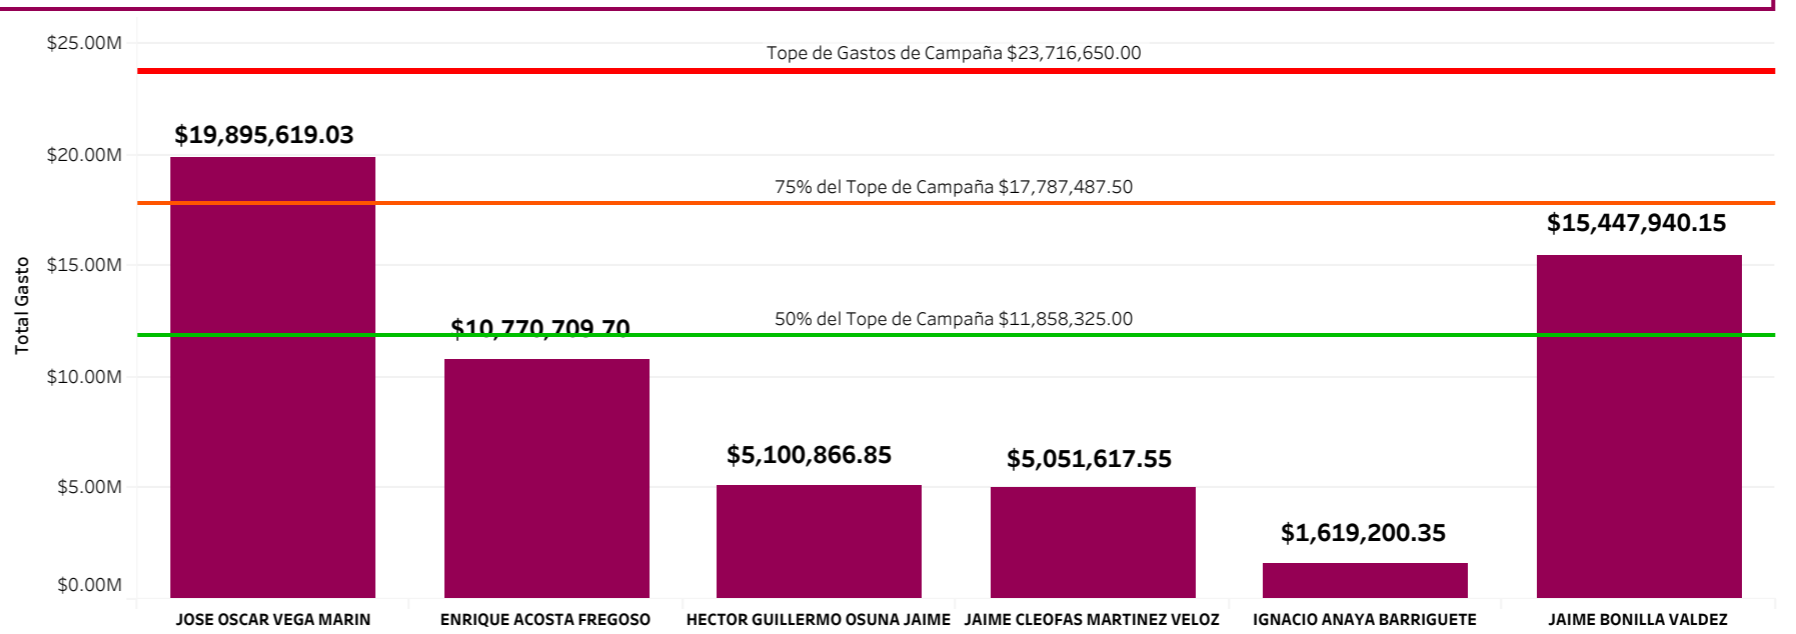 $25.00M
Tope de Gastos de Campaña $23,716,650.00
$19,895,619.03
$20.00M
75% del Tope de Campaña $17,787,487.50
$15,447,940.15
$15.00M
Total Gasto
50% del Tope de Campaña $11,858,325.00
$10,770,709.70
$10.00M
$5,100,866.85
$5,051,617.55
$5.00M
$1,619,200.35
$0.00M
JOSE OSCAR VEGA MARIN
ENRIQUE ACOSTA FREGOSO
HECTOR GUILLERMO OSUNA JAIME
JAIME CLEOFAS MARTINEZ VELOZ
IGNACIO ANAYA BARRIGUETE
JAIME BONILLA VALDEZ